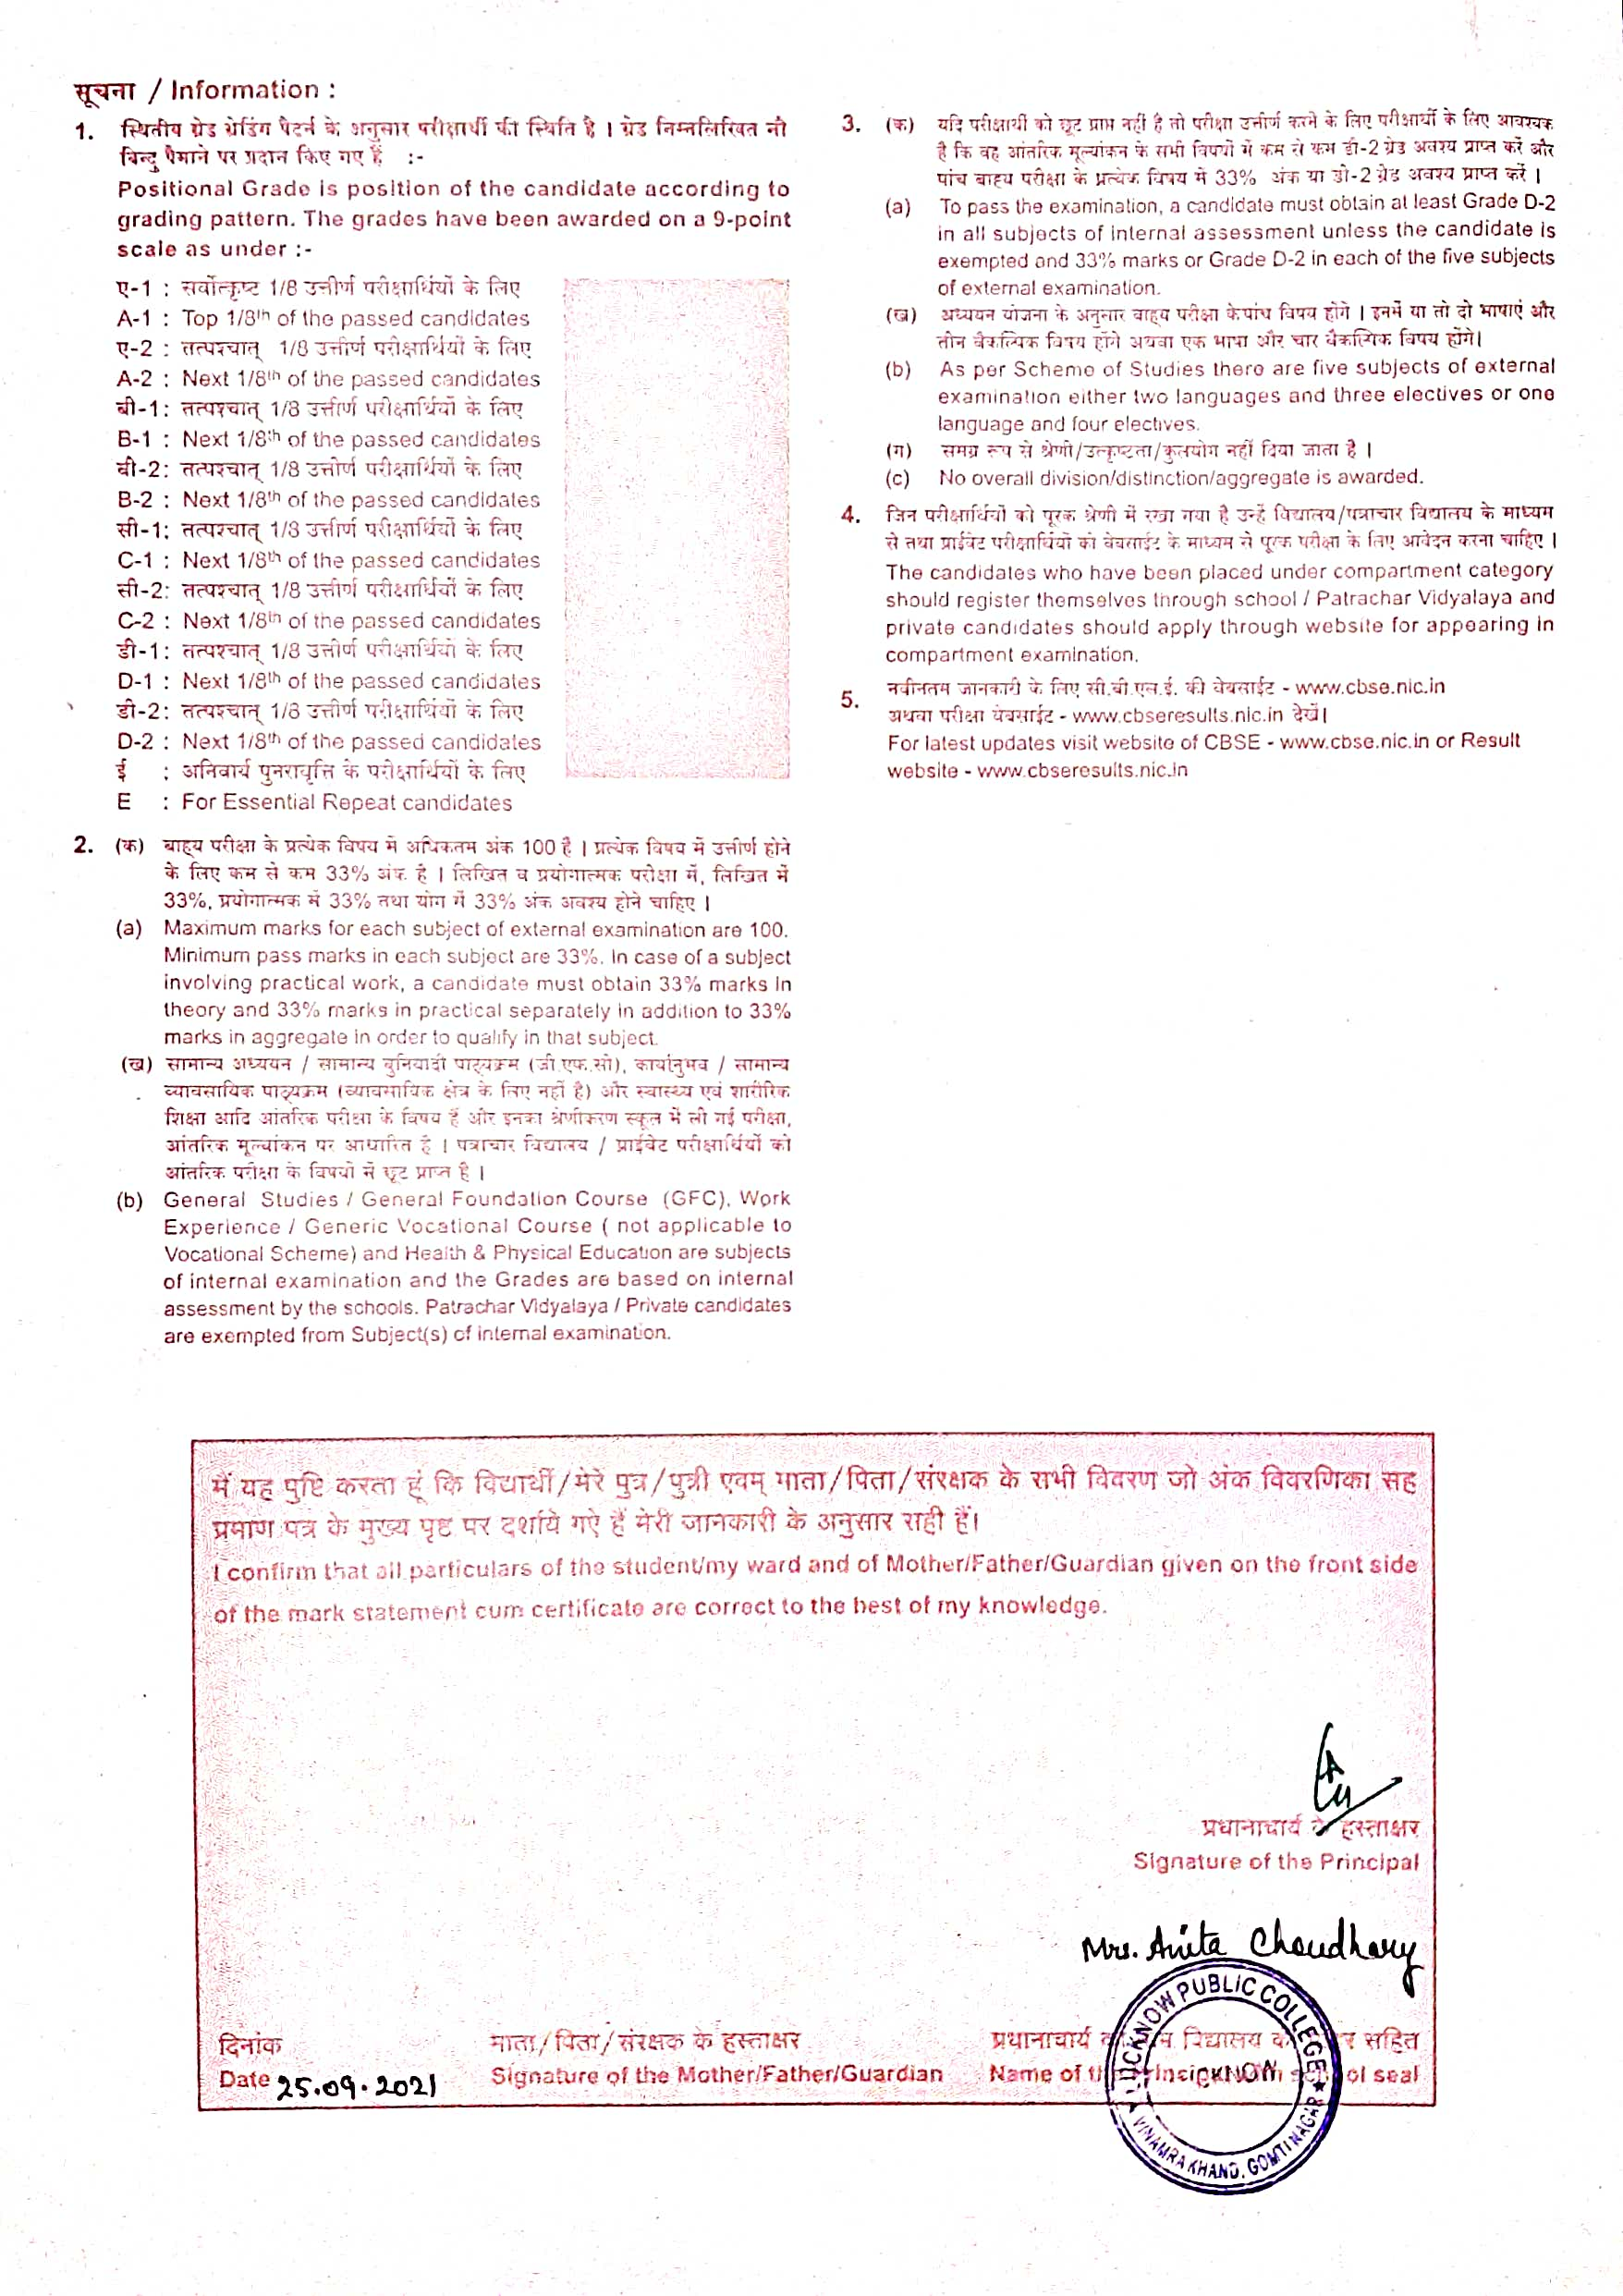 सूचना / Information :
1. स्थितीय ग्रेड ग्रेडिंग पैटर्न के अनुसार परीक्षार्थी की स्थिति है । ग्रेड निम्नलिखित नौ
बिन्दु पैमाने पर प्रदान किए गए हैं :-
Positional Grade is position of the candidate according to
grading pattern. The grades have been awarded on a 9-point
scale as under :-
ए-1 : सर्वोत्कृष्ट 1/8 उत्तीर्ण परीक्षार्थियों के लिए
A-1 : Top 1/8th of the passed candidates
ए-2 : तत्पश्चात् 1/8 उत्तीर्ण परीक्षार्थियों के लिए
A-2 : Next 1/8th of the passed candidates
बी-1: तत्पश्चात् 1/8 उत्तीर्ण परीक्षार्थियों के लिए
B-1 : Next 1/8th of the passed candidates
बी-2: तत्पश्चात् 1/8 उत्तीर्ण परीक्षार्थियों के लिए
B-2 : Next 1/8th of the passed candidates
सी-1: तत्पश्चात् 1/8 उत्तीर्ण परीक्षार्थियों के लिए
C-1 : Next 1/8th of the passed candidates
सी-2: तत्पश्चात् 1/8 उत्तीर्ण परीक्षार्थियों के लिए
C-2 : Next 1/8th of the passed candidates
डी-1: तत्पश्चात् 1/8 उत्तीर्ण परीक्षार्थियों के लिए
D-1 : Next 1/8th of the passed candidates
डी-2: तत्पश्चात् 1/8 उत्तीर्ण परीक्षार्थियों के लिए
D-2 : Next 1/8th of the passed candidates
ई : अनिवार्य पुनरावृत्ति के परीक्षार्थियों के लिए
E : For Essential Repeat candidates
2. (क) बाह्य परीक्षा के प्रत्येक विषय में अधिकतम अंक 100 है । प्रत्येक विषय में उत्तीर्ण होने
के लिए कम से कम 33% अंक है । लिखित व प्रयोगात्मक परीक्षा में, लिखित में
33%, प्रयोगात्मक में 33% तथा योग में 33% अंक अवश्य होने चाहिए ।
(a) Maximum marks for each subject of external examination are 100.
Minimum pass marks in each subject are 33%. In case of a subject
involving practical work, a candidate must obtain 33% marks in
theory and 33% marks in practical separately in addition to 33%
marks in aggregate in order to qualify in that subject.
(ख) सामान्य अध्ययन / सामान्य बुनियादी पाठ्यक्रम (जी.एफ.सी), कार्यानुभव / सामान्य
व्यावसायिक पाठ्यक्रम (व्यावसायिक क्षेत्र के लिए नहीं है) और स्वास्थ्य एवं शारीरिक
शिक्षा आदि आंतरिक परीक्षा के विषय हैं और इनका श्रेणीकरण स्कूल में ली गई परीक्षा,
आंतरिक मूल्यांकन पर आधारित है । पत्राचार विद्यालय / प्राईवेट परीक्षार्थियों को
आंतरिक परीक्षा के विषयों में छूट प्राप्त है ।
(b) General Studies / General Foundation Course (GFC), Work
Experience / Generic Vocational Course ( not applicable to
Vocational Scheme) and Health & Physical Education are subjects
of internal examination and the Grades are based on internal
assessment by the schools. Patrachar Vidyalaya / Private candidates
are exempted from Subject(s) of internal examination.
3. (क) यदि परीक्षार्थी को छूट प्राप्त नहीं है तो परीक्षा उत्तीर्ण करने के लिए परीक्षार्थी के लिए आवश्यक
है कि वह आंतरिक मूल्यांकन के सभी विषयों में कम से कम डी-2 ग्रेड अवश्य प्राप्त करें और
पांच बाह्य परीक्षा के प्रत्येक विषय में 33% अंक या डी-2 ग्रेड अवश्य प्राप्त करें ।
(a) To pass the examination, a candidate must obtain at least Grade D-2
in all subjects of internal assessment unless the candidate is
exempted and 33% marks or Grade D-2 in each of the five subjects
of external examination.
(ख) अध्ययन योजना के अनुसार बाह्य परीक्षा केपांच विषय होंगे । इनमें या तो दो भाषाएं और
तीन वैकल्पिक विषय होंगे अथवा एक भाषा और चार वैकल्पिक विषय होंगे।
(b) As per Scheme of Studies there are five subjects of external
examination either two languages and three electives or one
language and four electives.
(ग) समग्र रूप से श्रेणी/उत्कृष्टता/कुलयोग नहीं दिया जाता है ।
(c) No overall division/distinction/aggregate is awarded.
4. जिन परीक्षार्थियों को पूरक श्रेणी में रखा गया है उन्हें विद्यालय/पत्राचार विद्यालय के माध्यम
से तथा प्राईवेट परीक्षार्थियों को वेबसाईट के माध्यम से पूरक परीक्षा के लिए आवेदन करना चाहिए ।
The candidates who have been placed under compartment category
should register themselves through school / Patrachar Vidyalaya and
private candidates should apply through website for appearing in
compartment examination.
5. नवीनतम जानकारी के लिए सी.बी.एस.ई. की वेबसाईट - www.cbse.nic.in
अथवा परीक्षा वेबसाईट - www.cbseresults.nic.in देखें।
For latest updates visit website of CBSE - www.cbse.nic.in or Result
website - www.cbseresults.nic.in
मैं यह पुष्टि करता हूं कि विद्यार्थी/मेरे पुत्र/पुत्री एवम् माता/पिता/संरक्षक के सभी विवरण जो अंक विवरणिका सह
प्रमाण पत्र के मुख्य पृष्ट पर दर्शाये गऐ हैं मेरी जानकारी के अनुसार सही हैं।
I confirm that all particulars of the student/my ward and of Mother/Father/Guardian given on the front side
of the mark statement cum certificate are correct to the best of my knowledge.
प्रधानाचार्य के हस्ताक्षर
Signature of the Principal
Mrs. Anita Choudhary
LUCKNOW PUBLIC COLLEGE
दिनांक माता/पिता/संरक्षक के हस्ताक्षर प्रधानाचार्य विद्यालय सहित
Date 25.09.2021 Signature of the Mother/Father/Guardian Name of seal
VINAMRA KHAND, GOMTI NAGAR